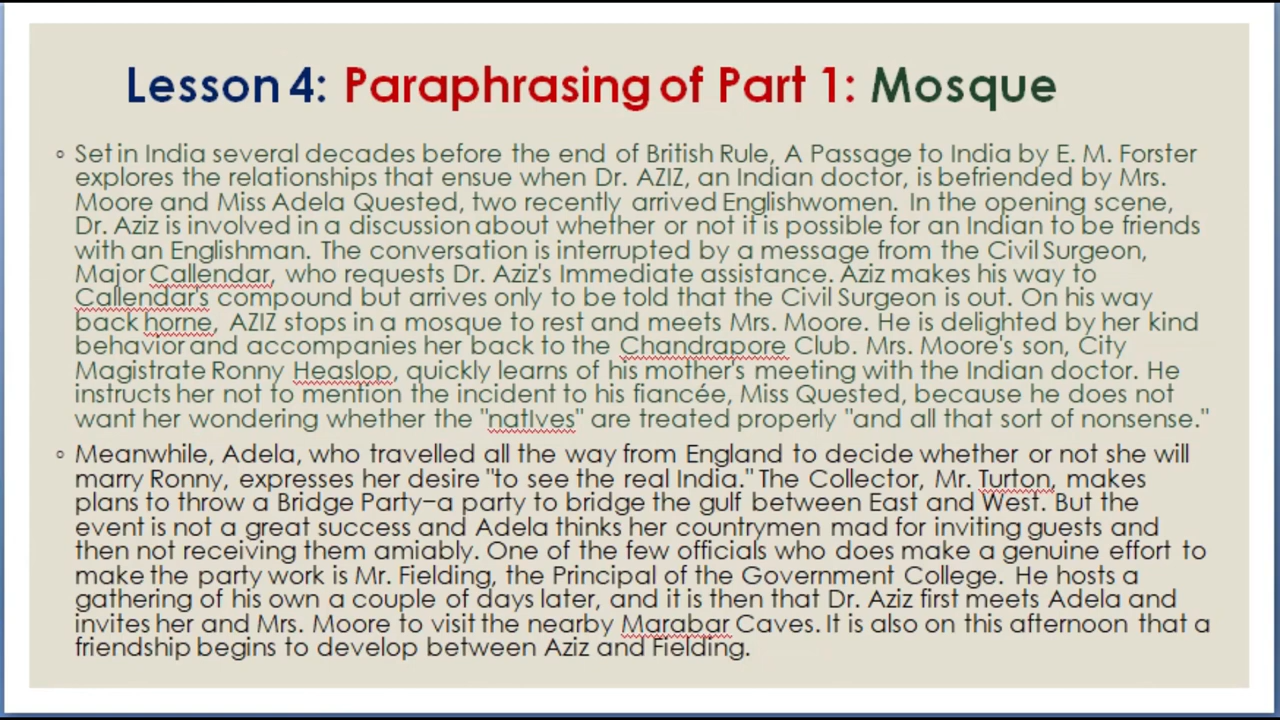 Lesson 4: Paraphrasing of Part 1: Mosque
◦ Set in India several decades before the end of British Rule, A Passage to India by E. M. Forster
explores the relationships that ensue when Dr. AZIZ, an Indian doctor, is befriended by Mrs.
Moore and Miss Adela Quested, two recently arrived Englishwomen. In the opening scene,
Dr. Aziz is involved in a discussion about whether or not it is possible for an Indian to be friends
with an Englishman. The conversation is interrupted by a message from the Civil Surgeon,
Major Callendar, who requests Dr. Aziz's Immediate assistance. Aziz makes his way to
Callendar's compound but arrives only to be told that the Civil Surgeon is out. On his way
back horne, AZIZ stops in a mosque to rest and meets Mrs. Moore. He is delighted by her kind
behavior and accompanies her back to the Chandrapore Club. Mrs. Moore's son, City
Magistrate Ronny Heaslop, quickly learns of his mother's meeting with the Indian doctor. He
instructs her not to mention the incident to his fiancée, Miss Quested, because he does not
want her wondering whether the "natIves" are treated properly "and all that sort of nonsense."
◦ Meanwhile, Adela, who travelled all the way from England to decide whether or not she will
marry Ronny, expresses her desire "to see the real India." The Collector, Mr. Turton, makes
plans to throw a Bridge Party−a party to bridge the gulf between East and West. But the
event is not a great success and Adela thinks her countrymen mad for inviting guests and
then not receiving them amiably. One of the few officials who does make a genuine effort to
make the party work is Mr. Fielding, the Principal of the Government College. He hosts a
gathering of his own a couple of days later, and it is then that Dr. Aziz first meets Adela and
invites her and Mrs. Moore to visit the nearby Marabar Caves. It is also on this afternoon that a
friendship begins to develop between Aziz and Fielding.